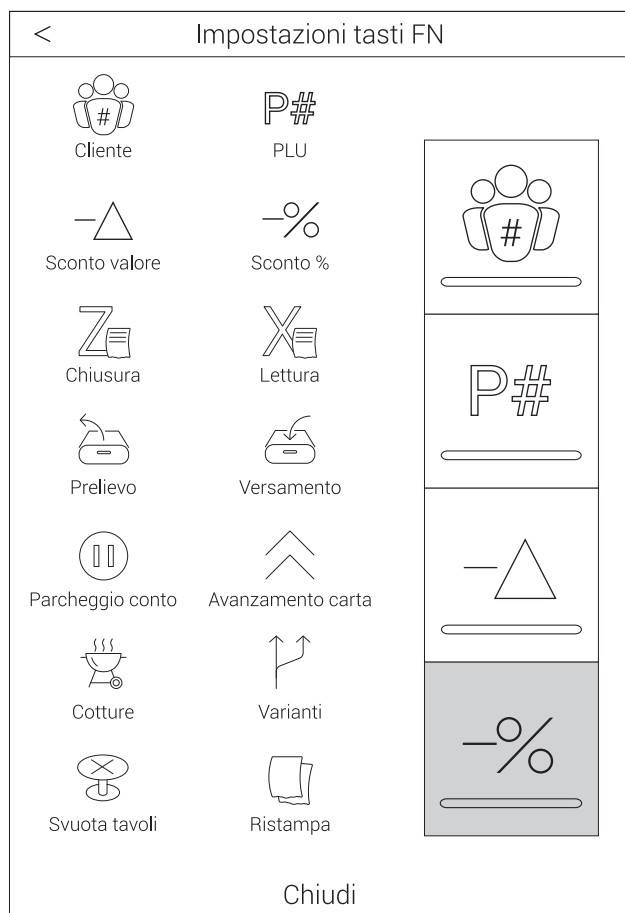 < Impostazioni tasti FN
# P#
Cliente PLU
#
–%
Sconto valore Sconto %
P#
Z X
Chiusura Lettura
Prelievo Versamento
Parcheggio conto Avanzamento carta
Cotture Varianti
–%
Svuota tavoli Ristampa
Chiudi